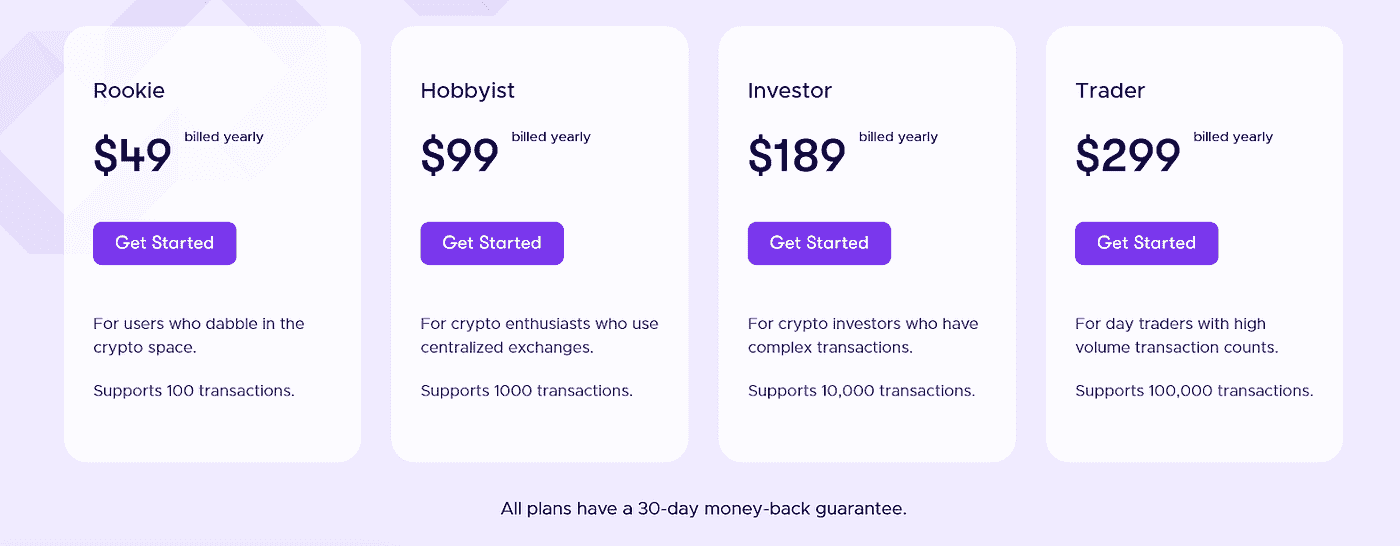 Rookie
$49 billed yearly
Get Started
For users who dabble in the
crypto space.
Supports 100 transactions.
Hobbyist
$99 billed yearly
Get Started
For crypto enthusiasts who use
centralized exchanges.
Supports 1000 transactions.
Investor
$189 billed yearly
Get Started
For crypto investors who have
complex transactions.
Supports 10,000 transactions.
Trader
$299 billed yearly
Get Started
For day traders with high
volume transaction counts.
Supports 100,000 transactions.
All plans have a 30-day money-back guarantee.